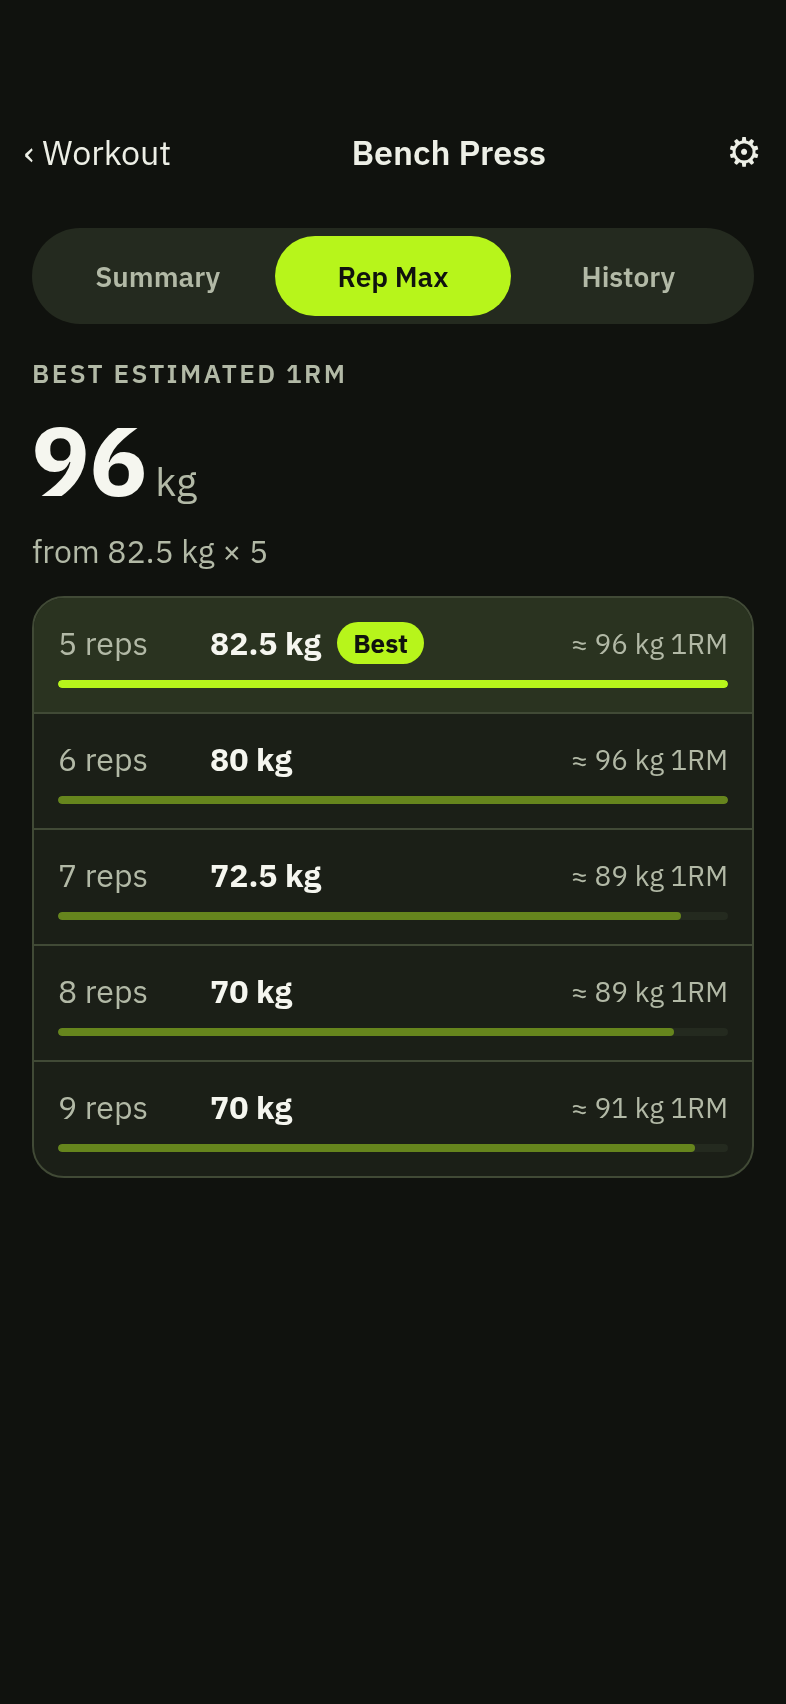 ‹ Workout Bench Press ⚙
Summary Rep Max History
BEST ESTIMATED 1RM
96 kg
from 82.5 kg × 5
5 reps 82.5 kg Best ≈ 96 kg 1RM
6 reps 80 kg ≈ 96 kg 1RM
7 reps 72.5 kg ≈ 89 kg 1RM
8 reps 70 kg ≈ 89 kg 1RM
9 reps 70 kg ≈ 91 kg 1RM